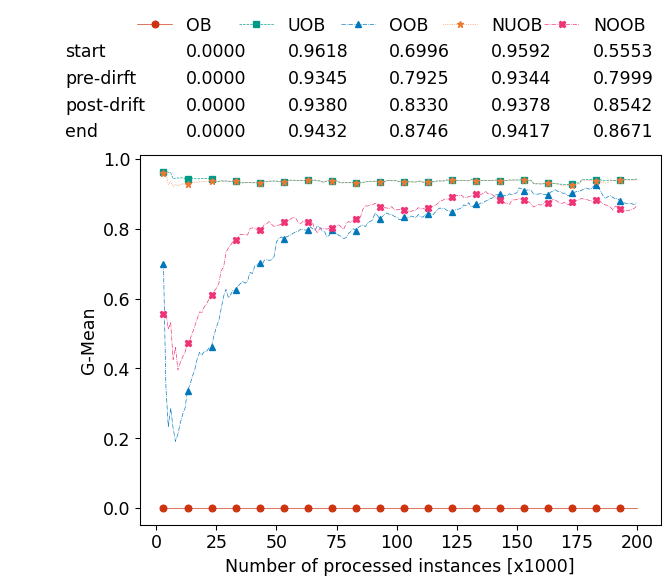 OB UOB OOB NUOB NOOB
start 0.0000 0.9618 0.6996 0.9592 0.5553
pre-dirft 0.0000 0.9345 0.7925 0.9344 0.7999
post-drift 0.0000 0.9380 0.8330 0.9378 0.8542
end 0.0000 0.9432 0.8746 0.9417 0.8671
1.0
0.8
0.6
0.4
0.2
0.0
G-Mean
0 25 50 75 100 125 150 175 200
Number of processed instances [x1000]